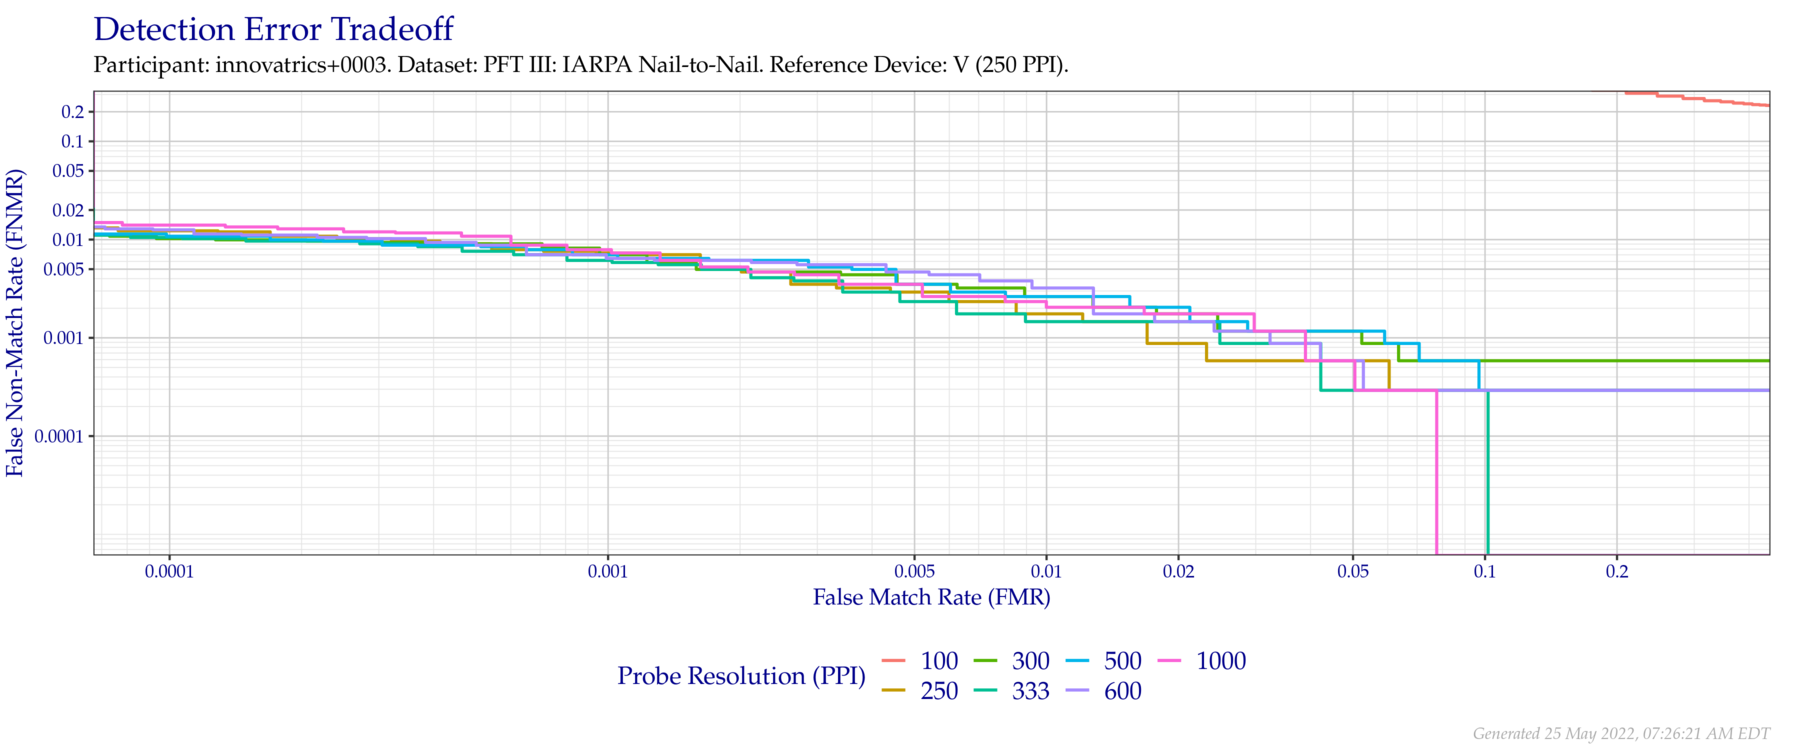 Detection Error Tradeoff
Participant: innovatrics+0003. Dataset: PFT III: IARPA Nail-to-Nail. Reference Device: V (250 PPI).
False Non-Match Rate (FNMR)
0.2
0.1
0.05
0.02
0.01
0.005
0.001
0.0001
0.0001 0.001 0.005 0.01 0.02 0.05 0.1 0.2
False Match Rate (FMR)
Probe Resolution (PPI)
100 300 500 1000
250 333 600
Generated 25 May 2022, 07:26:21 AM EDT